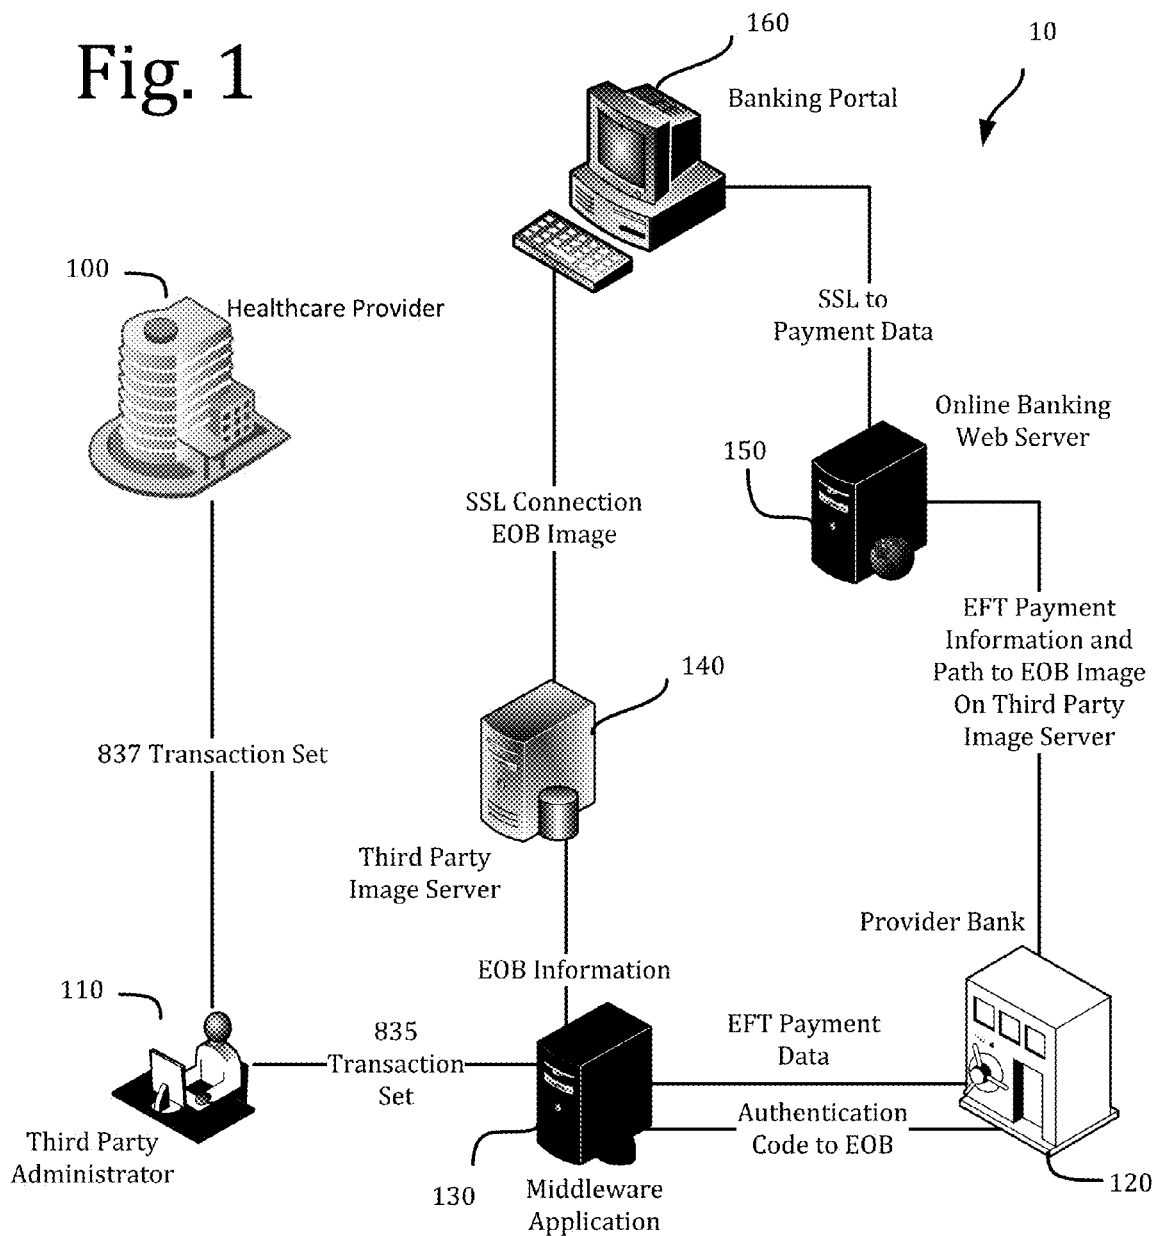 Fig. 1
160
10
Banking Portal
100
Healthcare Provider
SSL to
Payment Data
Online Banking
Web Server
150
SSL Connection
EOB Image
EFT Payment
Information and
Path to EOB Image
On Third Party
Image Server
140
837 Transaction Set
Third Party
Image Server
Provider Bank
EOB Information
110
835
Transaction
Set
EFT Payment
Data
Authentication
Code to EOB
Third Party
Administrator
130
Middleware
Application
120